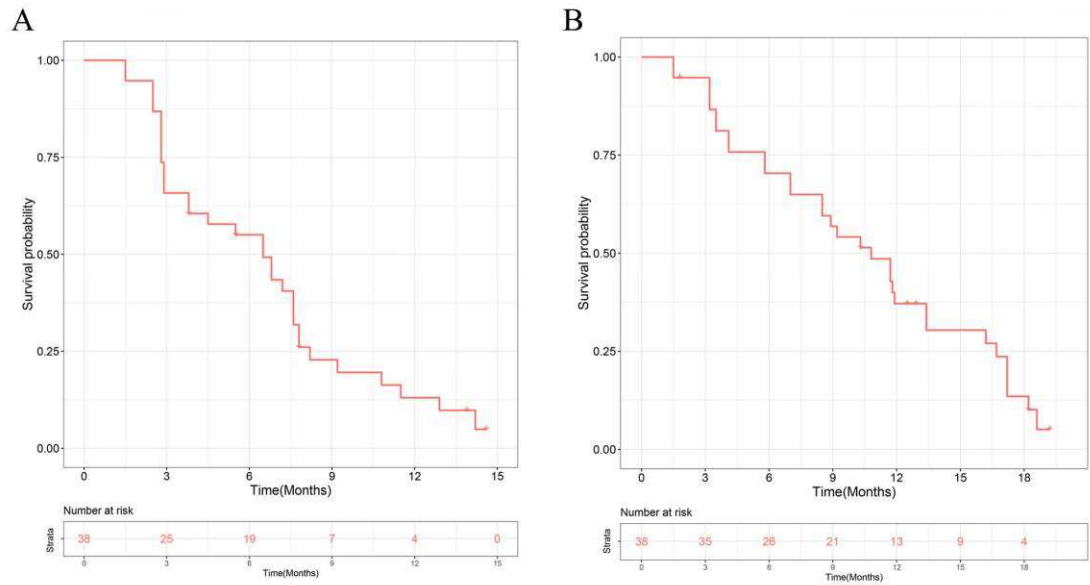 A
Survival probability
1.00
0.75
0.50
0.25
0.00
0 3 6 9 12 15
Time(Months)
Number at risk
Strata
38 25 19 7 4 0
0 3 6 9 12 15
Time(Months)
B
Survival probability
1.00
0.75
0.50
0.25
0.00
0 3 6 9 12 15 18
Time(Months)
Number at risk
Strata
38 35 26 21 13 9 4
0 3 6 9 12 15 18
Time(Months)